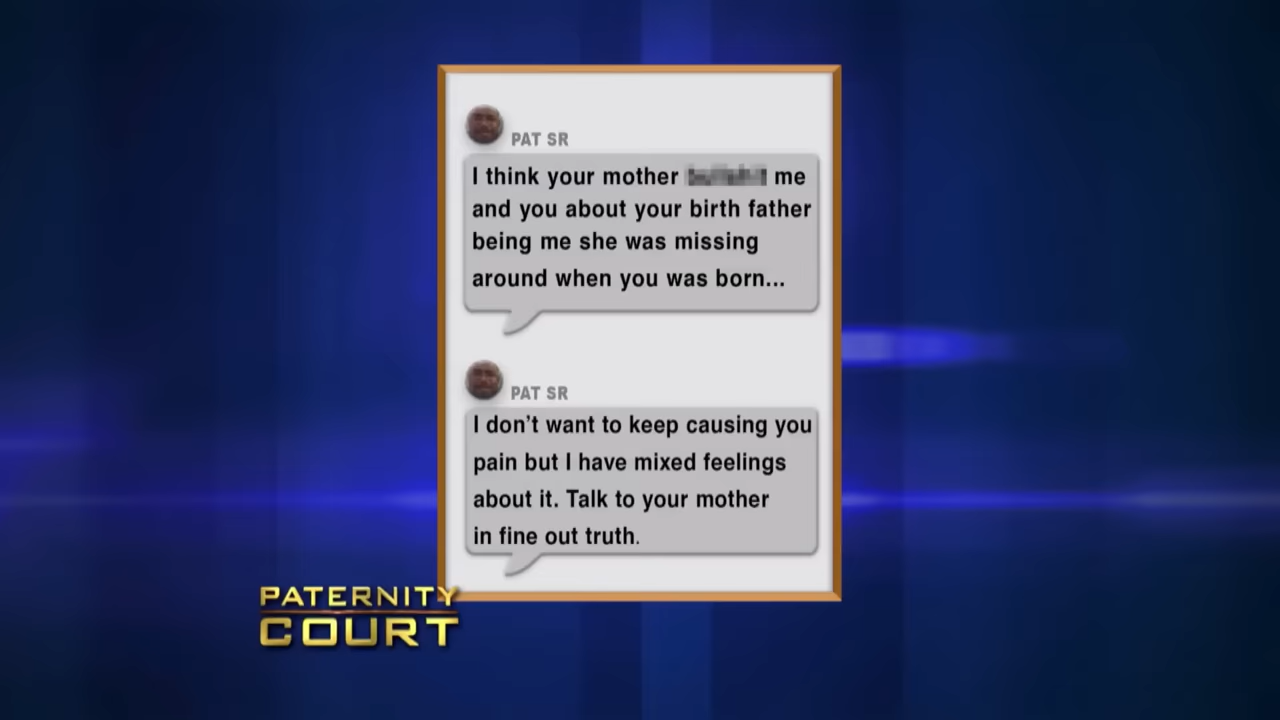 PAT SR
I think your mother me
and you about your birth father
being me she was missing
around when you was born...
PAT SR
I don't want to keep causing you
pain but I have mixed feelings
about it. Talk to your mother
in fine out truth.
PATERNITY
COURT